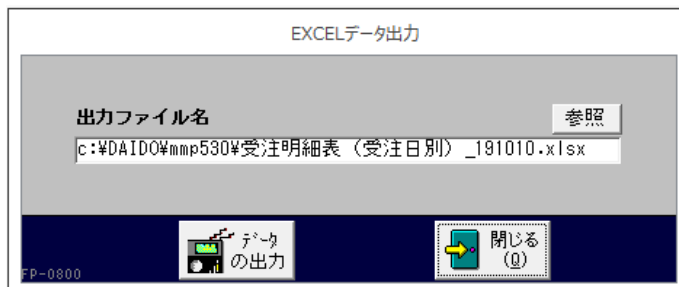 EXCELデータ出力
出力ファイル名
参照
c:¥DAIDO¥mmp530¥受注明細表（受注日別）_191010.xlsx
ﾃﾞｰﾀ
の出力
閉じる
(Q)
FP-0800